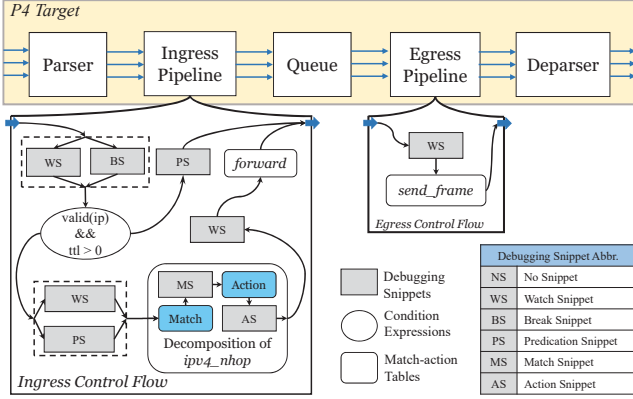 P4 Target
Parser
Ingress
Pipeline
Queue
Egress
Pipeline
Deparser
WS
BS
PS
forward
valid(ip)
&&
ttl > 0
WS
WS
PS
MS
Action
Match
AS
Decomposition of
ipv4_nhop
Ingress Control Flow
WS
send_frame
Egress Control Flow
Debugging
Snippets
Condition
Expressions
Match-action
Tables
Debugging Snippet Abbr.
NS No Snippet
WS Watch Snippet
BS Break Snippet
PS Predication Snippet
MS Match Snippet
AS Action Snippet